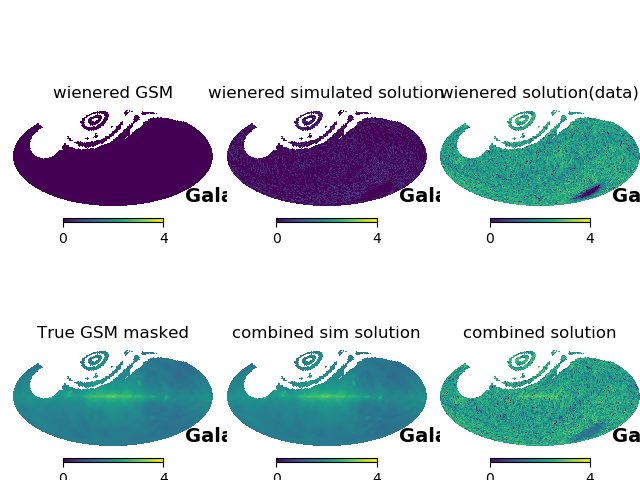 wienered GSM
wienered simulated solution
wienered solution(data)
Gala
Gala
Ga
0 4
0 4
0 4
True GSM masked
combined sim solution
combined solution
Gala
Gala
Ga
0 4
0 4
0 4